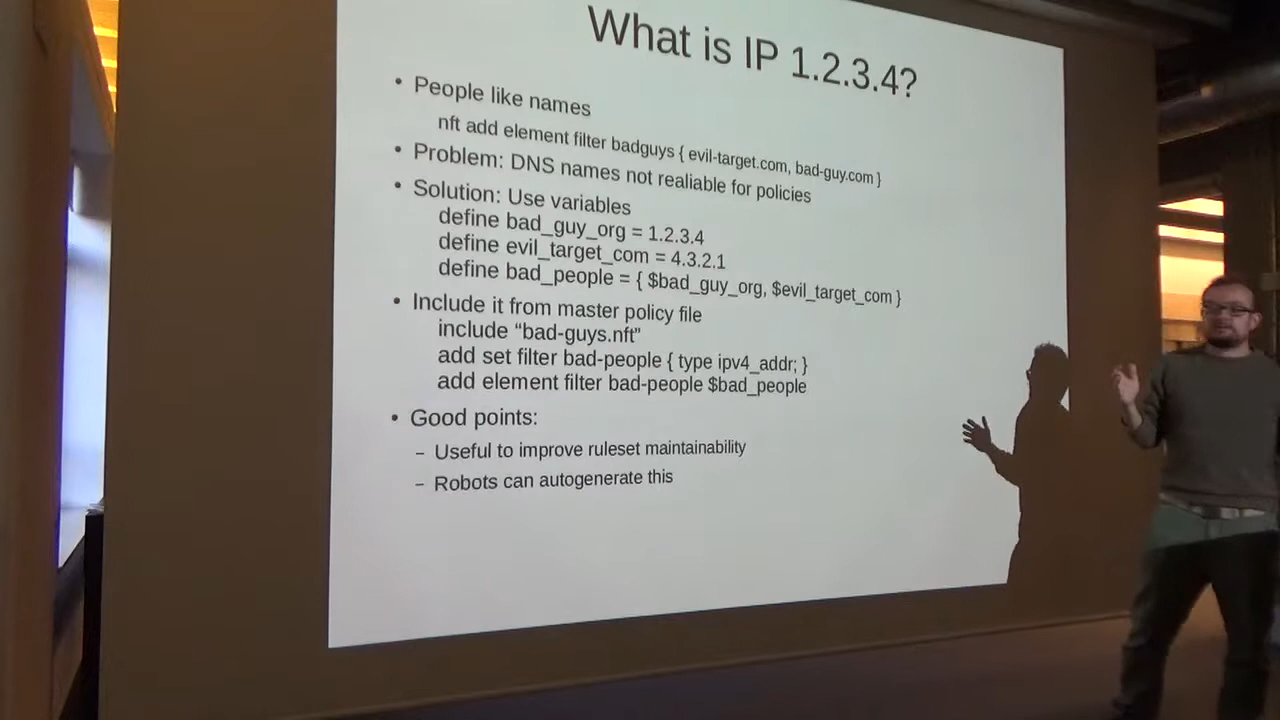 What is IP 1.2.3.4?
• People like names
nft add element filter badguys { evil-target.com, bad-guy.com }
• Problem: DNS names not realiable for policies
• Solution: Use variables
define bad_guy_org = 1.2.3.4
define evil_target_com = 4.3.2.1
define bad_people = { $bad_guy_org, $evil_target_com }
• Include it from master policy file
include “bad-guys.nft”
add set filter bad-people { type ipv4_addr; }
add element filter bad-people $bad_people
• Good points:
– Useful to improve ruleset maintainability
– Robots can autogenerate this